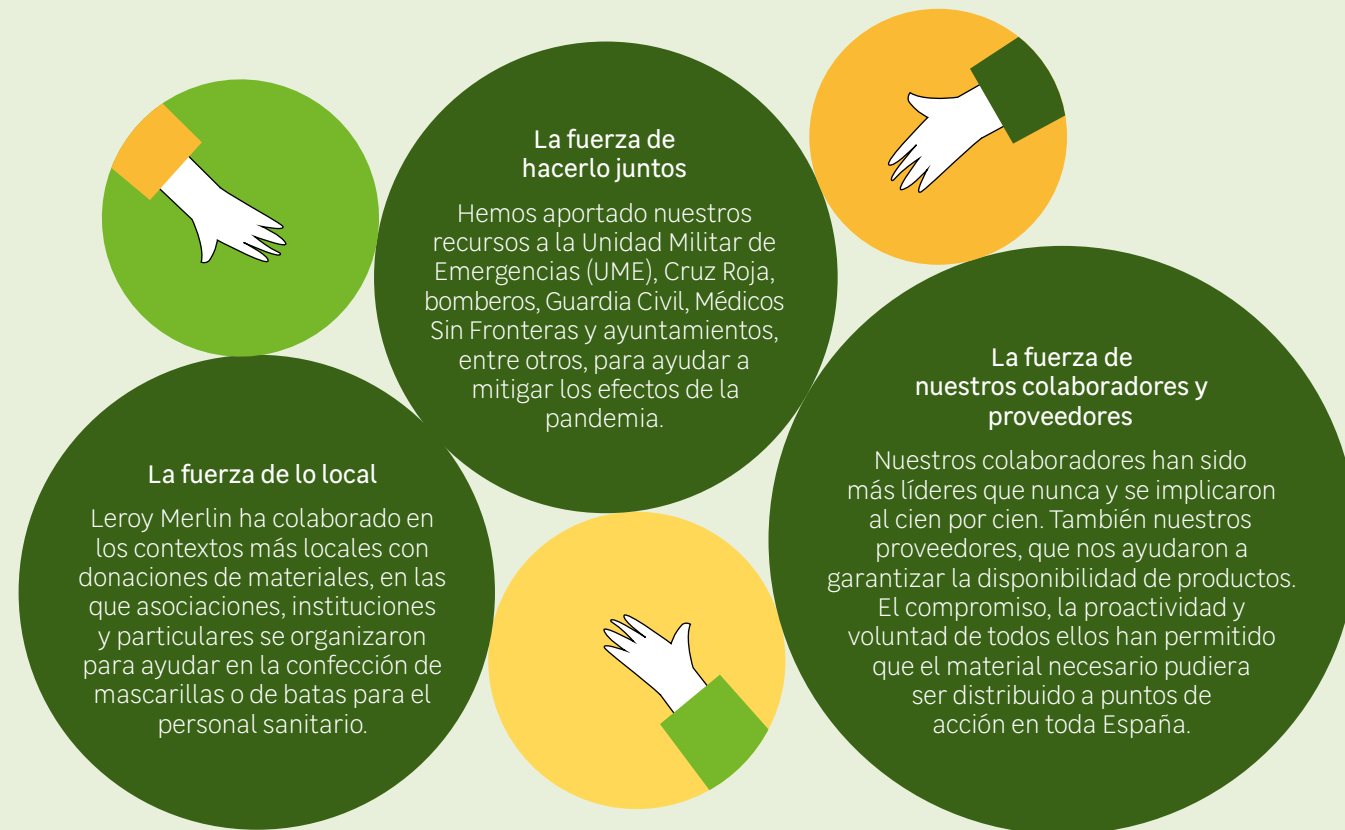 La fuerza de
hacerlo juntos
Hemos aportado nuestros
recursos a la Unidad Militar de
Emergencias (UME), Cruz Roja,
bomberos, Guardia Civil, Médicos
Sin Fronteras y ayuntamientos,
entre otros, para ayudar a
mitigar los efectos de la
pandemia.
La fuerza de lo local
Leroy Merlin ha colaborado en
los contextos más locales con
donaciones de materiales, en las
que asociaciones, instituciones
y particulares se organizaron
para ayudar en la confección de
mascarillas o de batas para el
personal sanitario.
La fuerza de
nuestros colaboradores y
proveedores
Nuestros colaboradores han sido
más líderes que nunca y se implicaron
al cien por cien. También nuestros
proveedores, que nos ayudaron a
garantizar la disponibilidad de productos.
El compromiso, la proactividad y
voluntad de todos ellos han permitido
que el material necesario pudiera
ser distribuido a puntos de
acción en toda España.